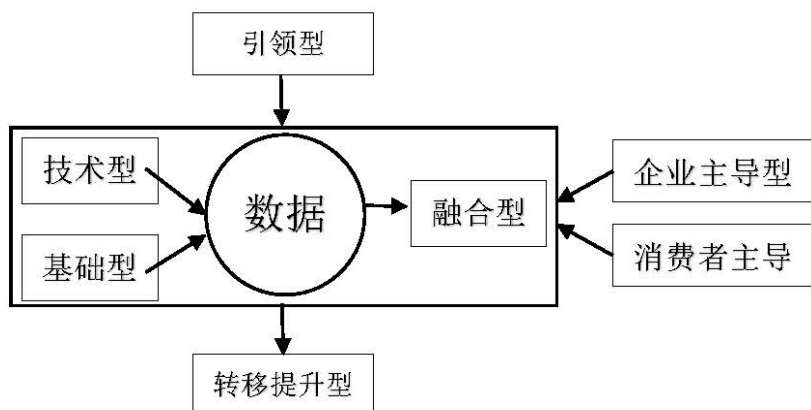 引领型
技术型
数据
融合型
企业主导型
基础型
消费者主导
转移提升型